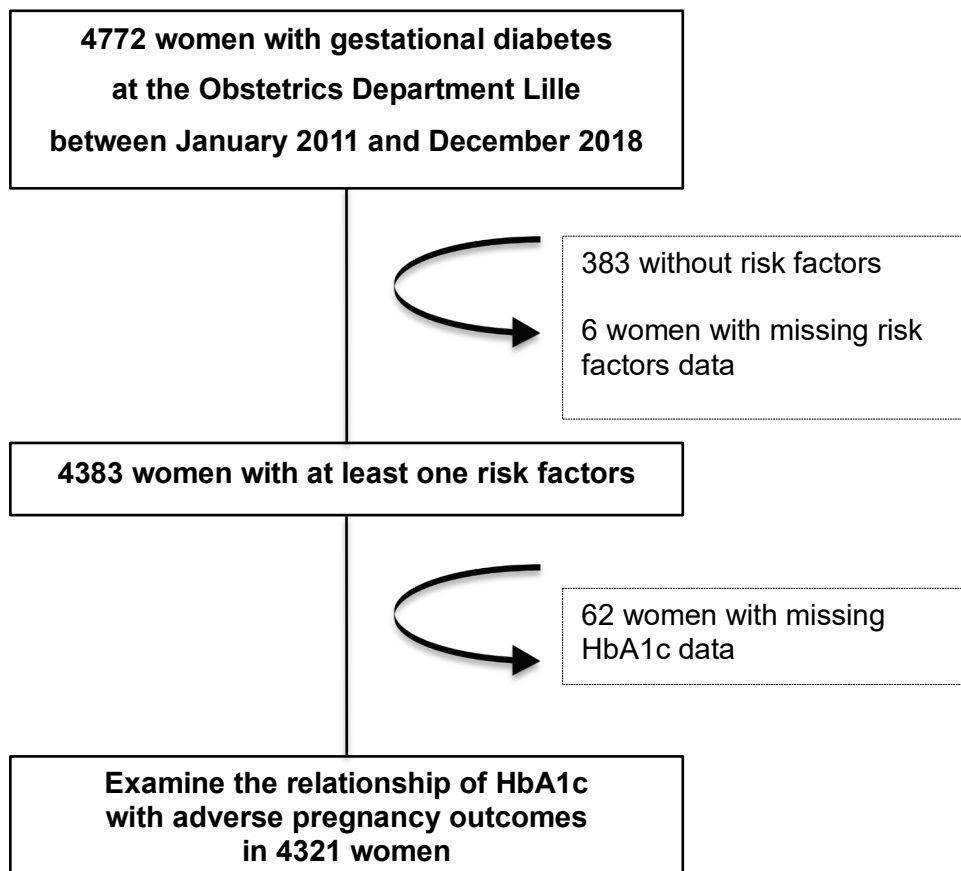 4772 women with gestational diabetes
at the Obstetrics Department Lille
between January 2011 and December 2018
383 without risk factors
6 women with missing risk
factors data
4383 women with at least one risk factors
62 women with missing
HbA1c data
Examine the relationship of HbA1c
with adverse pregnancy outcomes
in 4321 women